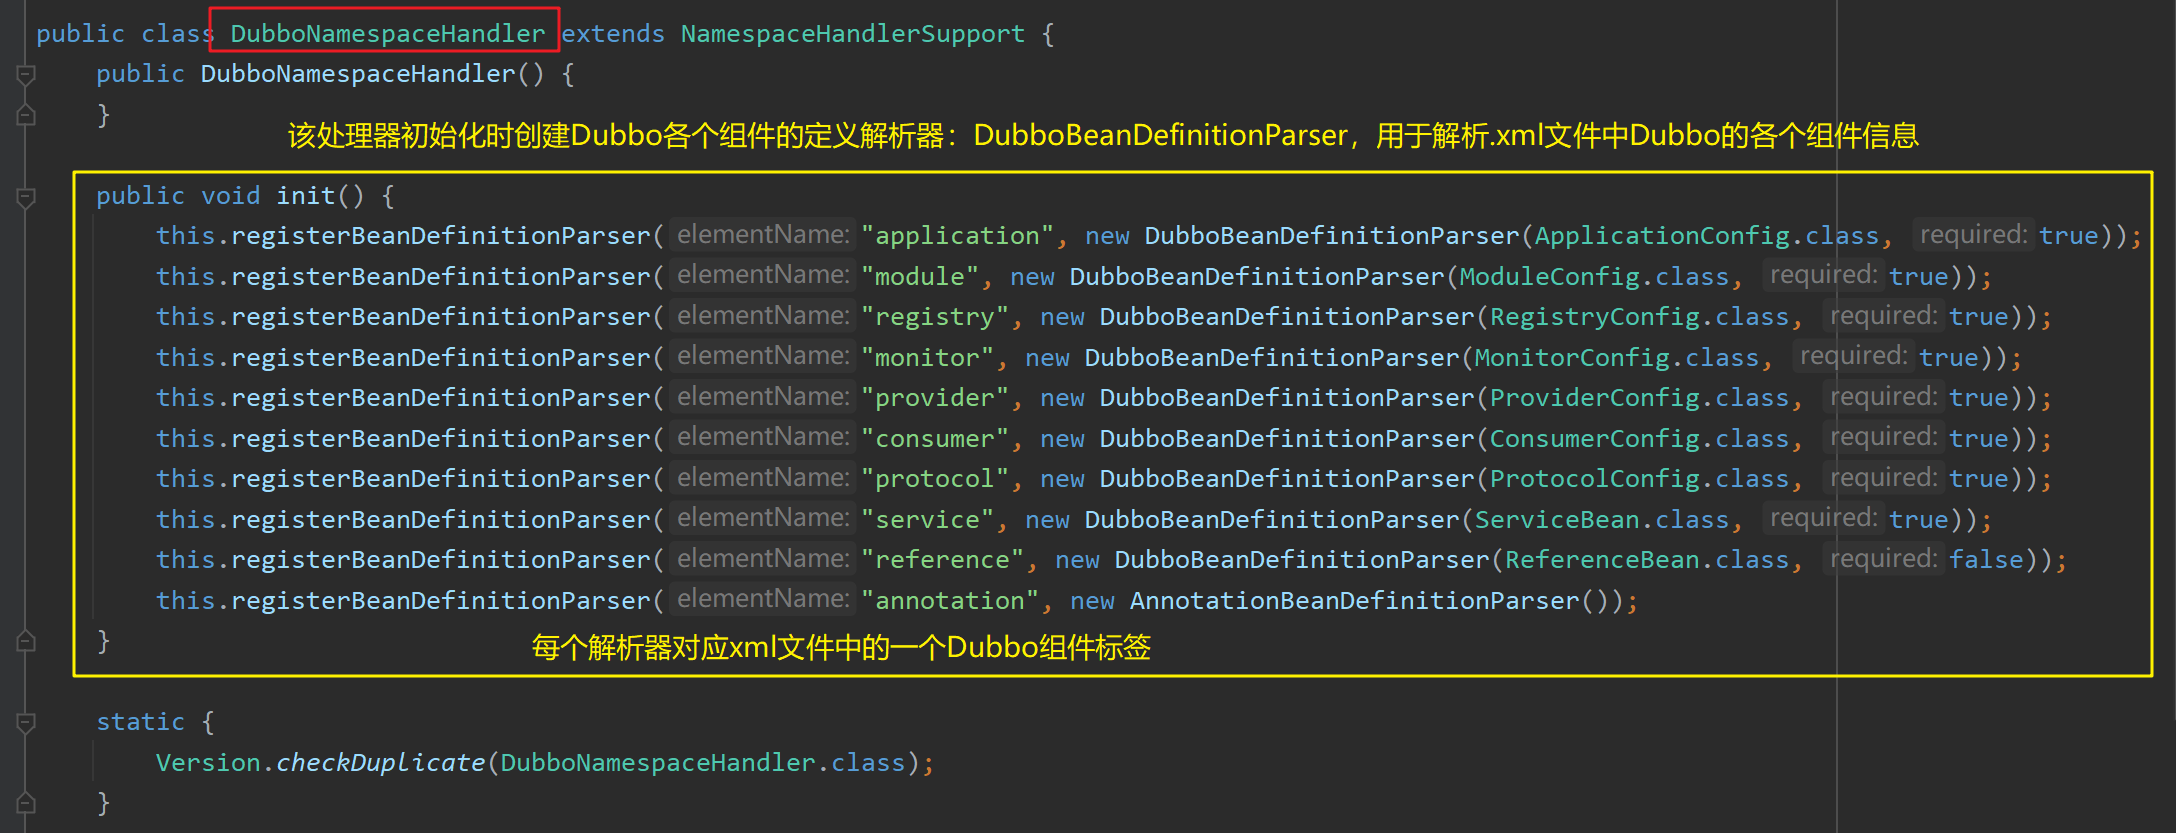 public class DubboNamespaceHandler extends NamespaceHandlerSupport {
public DubboNamespaceHandler() {
}
该处理器初始化时创建Dubbo各个组件的定义解析器：DubboBeanDefinitionParser，用于解析.xml文件中Dubbo的各个组件信息
public void init() {
this.registerBeanDefinitionParser( elementName: "application", new DubboBeanDefinitionParser(ApplicationConfig.class, required: true));
this.registerBeanDefinitionParser( elementName: "module", new DubboBeanDefinitionParser(ModuleConfig.class, required: true));
this.registerBeanDefinitionParser( elementName: "registry", new DubboBeanDefinitionParser(RegistryConfig.class, required: true));
this.registerBeanDefinitionParser( elementName: "monitor", new DubboBeanDefinitionParser(MonitorConfig.class, required: true));
this.registerBeanDefinitionParser( elementName: "provider", new DubboBeanDefinitionParser(ProviderConfig.class, required: true));
this.registerBeanDefinitionParser( elementName: "consumer", new DubboBeanDefinitionParser(ConsumerConfig.class, required: true));
this.registerBeanDefinitionParser( elementName: "protocol", new DubboBeanDefinitionParser(ProtocolConfig.class, required: true));
this.registerBeanDefinitionParser( elementName: "service", new DubboBeanDefinitionParser(ServiceBean.class, required: true));
this.registerBeanDefinitionParser( elementName: "reference", new DubboBeanDefinitionParser(ReferenceBean.class, required: false));
this.registerBeanDefinitionParser( elementName: "annotation", new AnnotationBeanDefinitionParser());
}
每个解析器对应xml文件中的一个Dubbo组件标签
static {
Version.checkDuplicate(DubboNamespaceHandler.class);
}